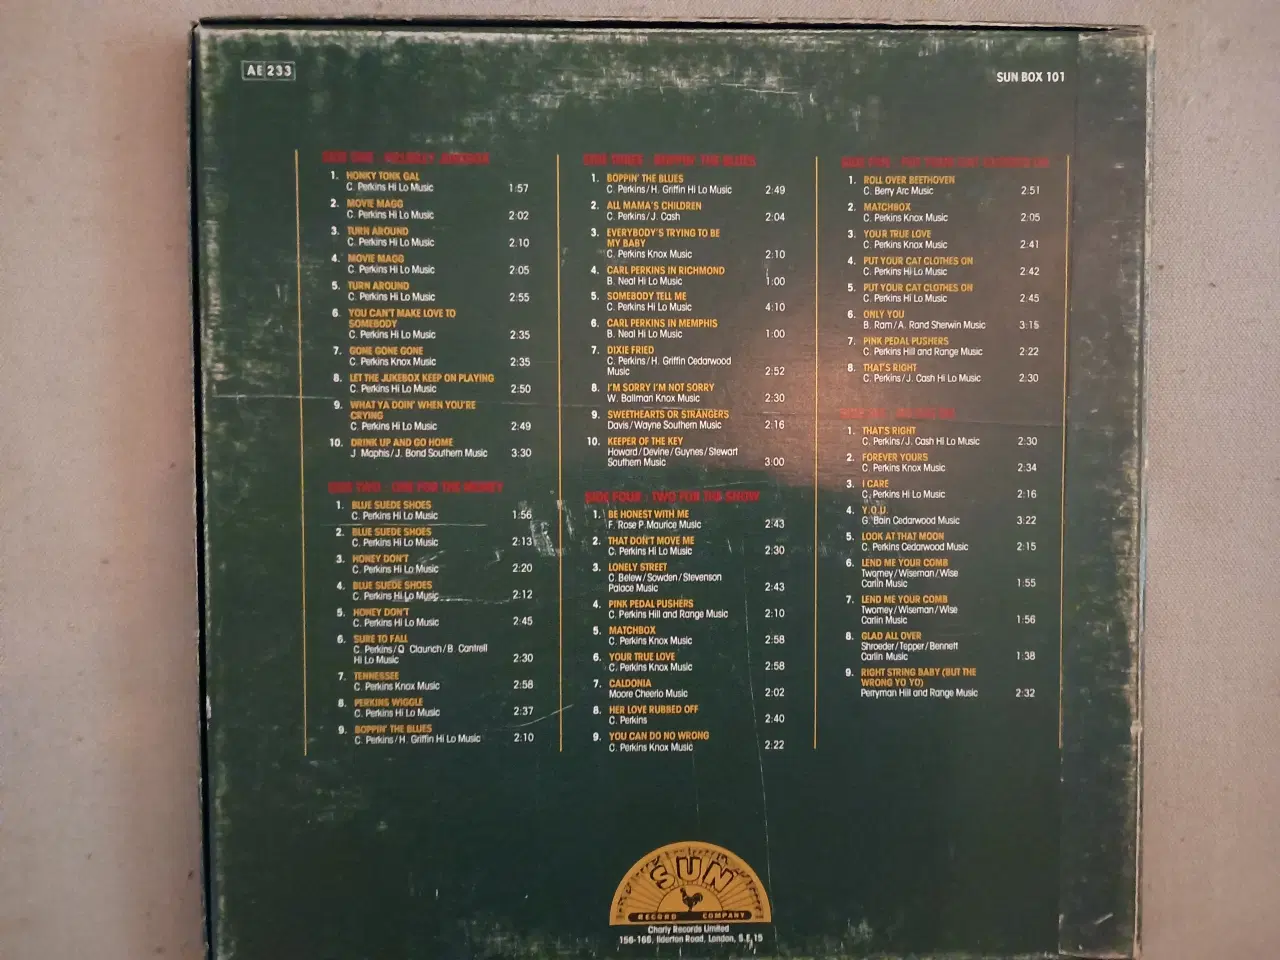 AE 233
SUN BOX 101
SIDE ONE : HILLBILLY JUKEBOX
1. HONKY TONK GAL
C. Perkins Hi Lo Music 1:57
2. MOVIE MAGG
C. Perkins Hi Lo Music 2:02
3. TURN AROUND
C. Perkins Hi Lo Music 2:10
4. MOVIE MAGG
C. Perkins Hi Lo Music 2:05
5. TURN AROUND
C. Perkins Hi Lo Music 2:55
6. YOU CAN'T MAKE LOVE TO
SOMEBODY
C. Perkins Hi Lo Music 2:35
7. GONE GONE GONE
C. Perkins Knox Music 2:35
8. LET THE JUKEBOX KEEP ON PLAYING
C. Perkins Hi Lo Music 2:50
9. WHAT YA DOIN' WHEN YOU'RE
CRYING
C. Perkins Hi Lo Music 2:49
10. DRINK UP AND GO HOME
J. Maphis/J. Bond Southern Music 3:30
SIDE TWO : ONE FOR THE MONEY
1. BLUE SUEDE SHOES
C. Perkins Hi Lo Music 1:56
2. BLUE SUEDE SHOES
C. Perkins Hi Lo Music 2:13
3. HONEY DON'T
C. Perkins Hi Lo Music 2:20
4. BLUE SUEDE SHOES
C. Perkins Hi Lo Music 2:12
5. HONEY DON'T
C. Perkins Hi Lo Music 2:45
6. SURE TO FALL
C. Perkins/Q. Claunch/B. Cantrell
Hi Lo Music 2:30
7. TENNESSEE
C. Perkins Knox Music 2:58
8. PERKINS WIGGLE
C. Perkins Hi Lo Music 2:37
9. BOPPIN' THE BLUES
C. Perkins/H. Griffin Hi Lo Music 2:10
SIDE THREE : BOPPIN' THE BLUES
1. BOPPIN' THE BLUES
C. Perkins/H. Griffin Hi Lo Music 2:49
2. ALL MAMA'S CHILDREN
C. Perkins/J. Cash 2:04
3. EVERYBODY'S TRYING TO BE
MY BABY
C. Perkins Knox Music 2:10
4. CARL PERKINS IN RICHMOND
B. Neal Hi Lo Music 1:00
5. SOMEBODY TELL ME
C. Perkins Hi Lo Music 4:10
6. CARL PERKINS IN MEMPHIS
B. Neal Hi Lo Music 1:00
7. DIXIE FRIED
C. Perkins/H. Griffin Cedarwood
Music 2:52
8. I'M SORRY I'M NOT SORRY
W. Ballman Knox Music 2:30
9. SWEETHEARTS OR STRANGERS
Davis/Wayne Southern Music 2:16
10. KEEPER OF THE KEY
Howard/Devine/Guynes/Stewart
Southern Music 3:00
SIDE FOUR : TWO FOR THE SHOW
1. BE HONEST WITH ME
F. Rose P. Maurice Music 2:43
2. THAT DON'T MOVE ME
C. Perkins Hi Lo Music 2:30
3. LONELY STREET
C. Belew/Sowden/Stevenson
Palace Music 2:43
4. PINK PEDAL PUSHERS
C. Perkins Hill and Range Music 2:10
5. MATCHBOX
C. Perkins Knox Music 2:58
6. YOUR TRUE LOVE
C. Perkins Knox Music 2:58
7. CALDONIA
Moore Cheerio Music 2:02
8. HER LOVE RUBBED OFF
C. Perkins 2:40
9. YOU CAN DO NO WRONG
C. Perkins Knox Music 2:22
SIDE FIVE : PUT YOUR CAT CLOTHES ON
1. ROLL OVER BEETHOVEN
C. Berry Arc Music 2:51
2. MATCHBOX
C. Perkins Knox Music 2:05
3. YOUR TRUE LOVE
C. Perkins Knox Music 2:41
4. PUT YOUR CAT CLOTHES ON
C. Perkins Hi Lo Music 2:42
5. PUT YOUR CAT CLOTHES ON
C. Perkins Hi Lo Music 2:45
6. ONLY YOU
B. Ram/A. Rand Sherwin Music 3:15
7. PINK PEDAL PUSHERS
C. Perkins Hill and Range Music 2:22
8. THAT'S RIGHT
C. Perkins/J. Cash Hi Lo Music 2:30
SIDE SIX :
1. THAT'S RIGHT
C. Perkins/J. Cash Hi Lo Music 2:30
2. FOREVER YOURS
C. Perkins Knox Music 2:34
3. I CARE
C. Perkins Hi Lo Music 2:16
4. Y.O.U.
G. Bain Cedarwood Music 3:22
5. LOOK AT THAT MOON
C. Perkins Cedarwood Music 2:15
6. LEND ME YOUR COMB
Twomey/Wiseman/Wise
Carlin Music 1:55
7. LEND ME YOUR COMB
Twomey/Wiseman/Wise
Carlin Music 1:56
8. GLAD ALL OVER
Shroeder/Tepper/Bennett
Carlin Music 1:38
9. RIGHT STRING BABY (BUT THE
WRONG YO YO)
Perryman Hill and Range Music 2:32
SUN
RECORD COMPANY
Charly Records Limited
156-166, Ilderton Road, London, S.E.15